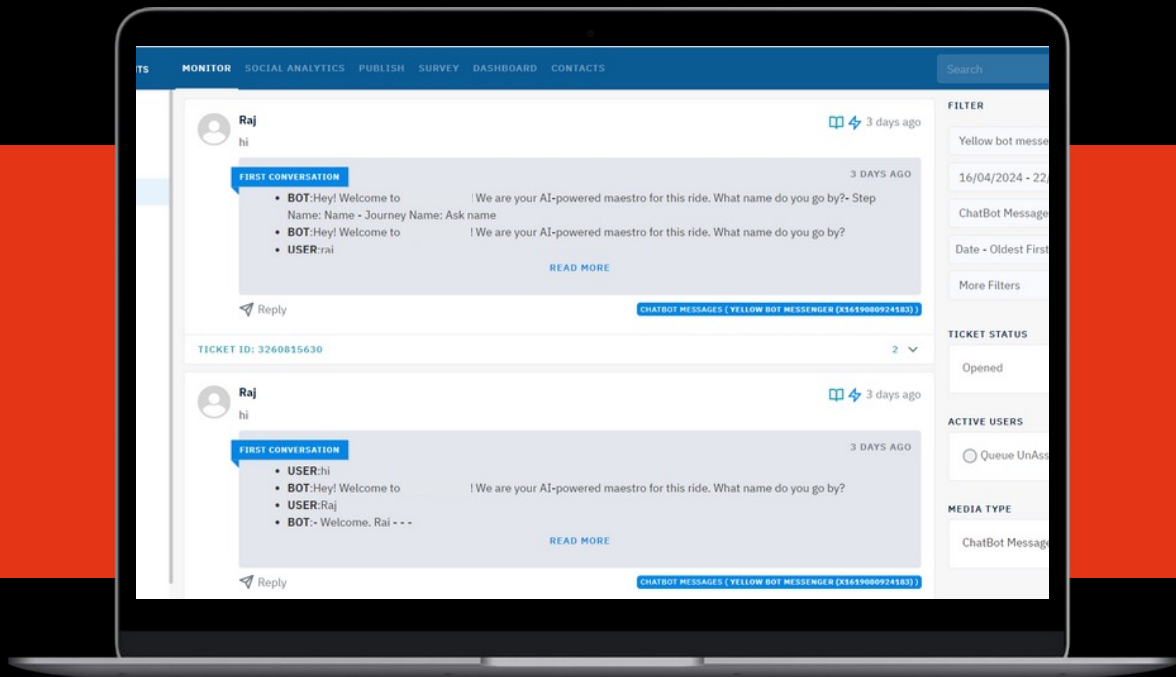 TS MONITOR SOCIAL ANALYTICS PUBLISH SURVEY DASHBOARD CONTACTS Search
Raj
3 days ago
hi
FIRST CONVERSATION
3 DAYS AGO
• BOT:Hey! Welcome to ! We are your AI-powered maestro for this ride. What name do you go by?- Step
Name: Name - Journey Name: Ask name
• BOT:Hey! Welcome to ! We are your AI-powered maestro for this ride. What name do you go by?
• USER:raj
READ MORE
Reply
CHATBOT MESSAGES ( YELLOW BOT MESSENGER (X1619080924183) )
TICKET ID: 3260815630
2
Raj
3 days ago
hi
FIRST CONVERSATION
3 DAYS AGO
• USER:hi
• BOT:Hey! Welcome to ! We are your AI-powered maestro for this ride. What name do you go by?
• USER:Raj
• BOT:- Welcome. Raj - - -
READ MORE
Reply
CHATBOT MESSAGES ( YELLOW BOT MESSENGER (X1619080924183) )
FILTER
Yellow bot messe
16/04/2024 - 22/
ChatBot Message
Date - Oldest First
More Filters
TICKET STATUS
Opened
ACTIVE USERS
Queue UnAss
MEDIA TYPE
ChatBot Message